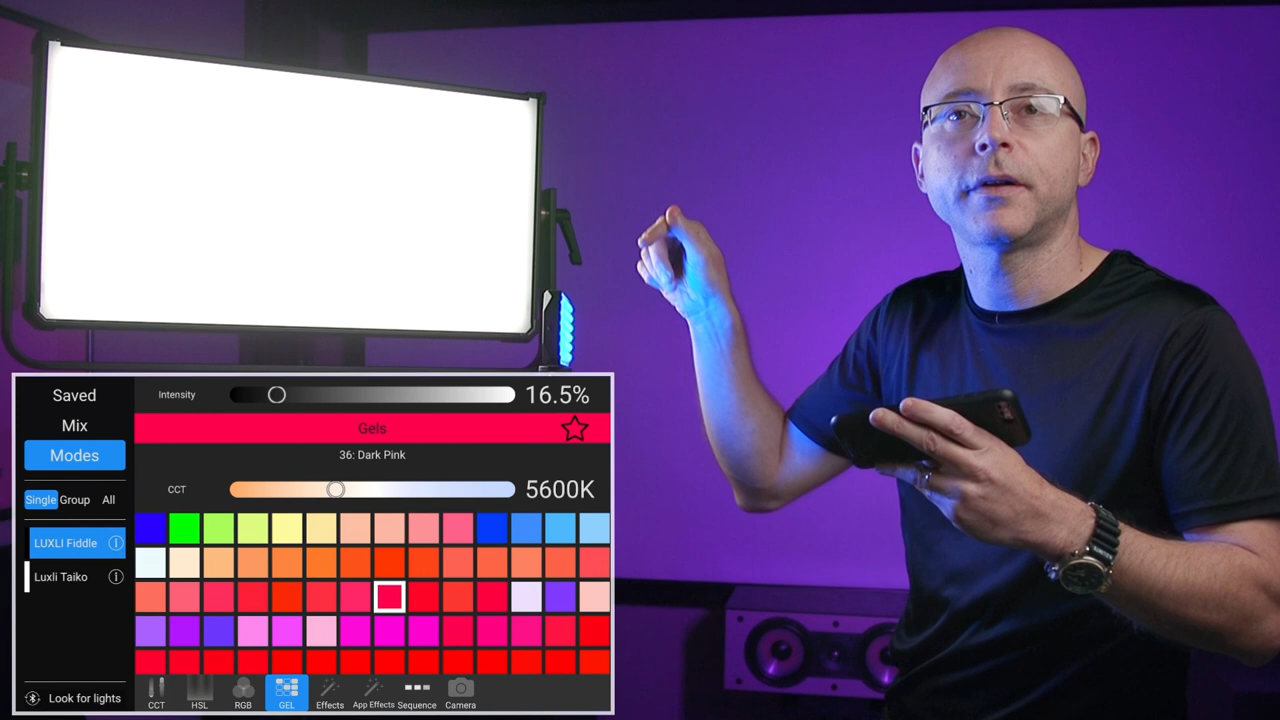 Saved
Mix
Modes
Single Group All
LUXLI Fiddle
Luxli Taiko
Look for lights
Intensity 16.5%
Gels
36: Dark Pink
CCT 5600K
CCT HSL RGB GEL Effects App Effects Sequence Camera